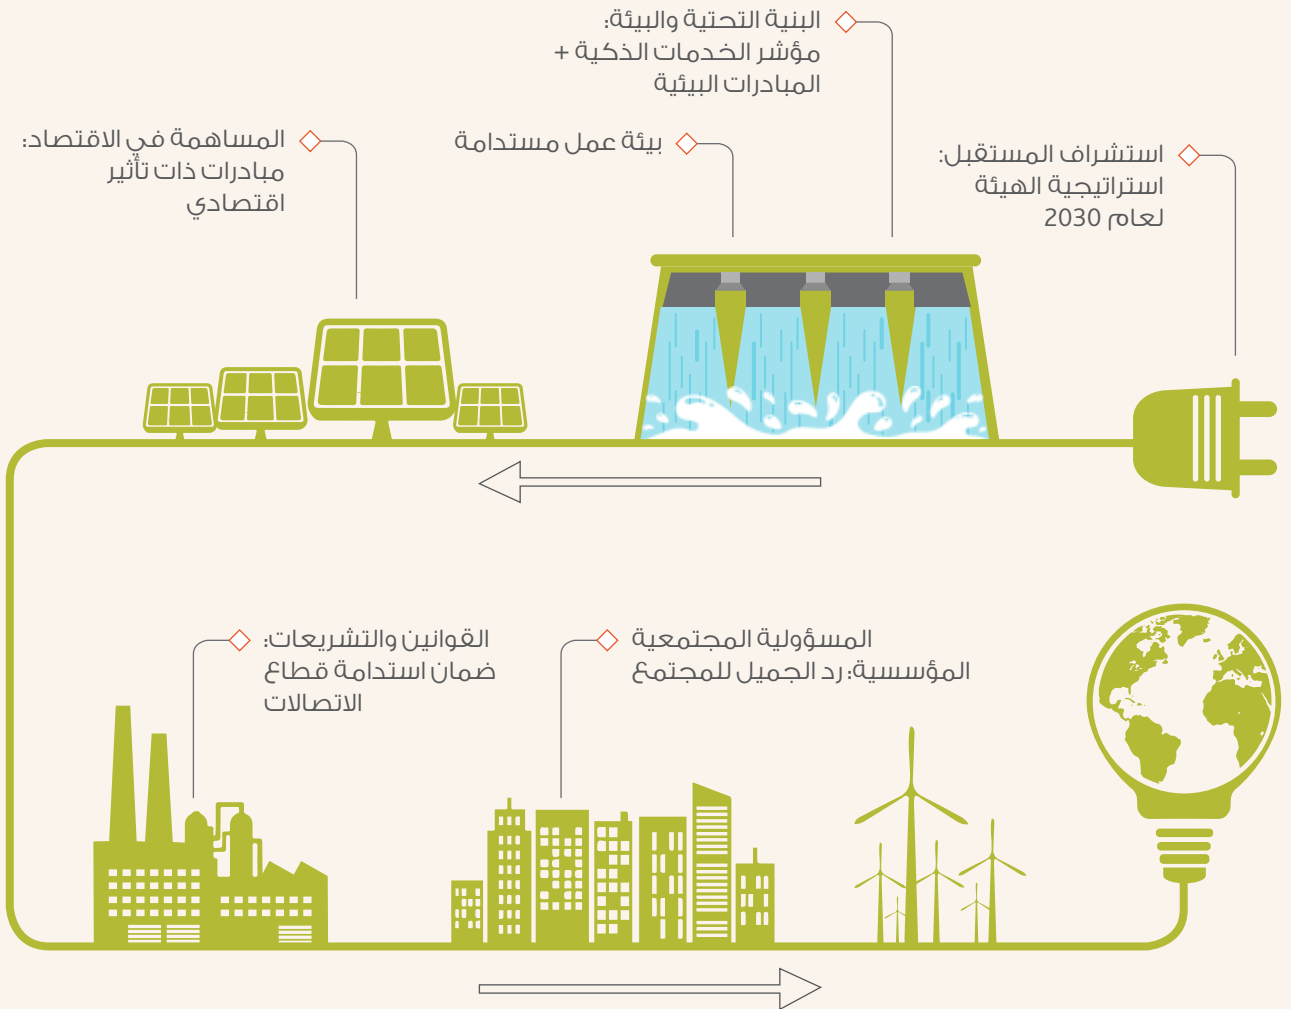 البنية التحتية والبيئة:
مؤشر الخدمات الذكية +
المبادرات البيئية
استشراف المستقبل:
استراتيجية الهيئة
لعام 2030
بيئة عمل مستدامة
المساهمة في الاقتصاد:
مبادرات ذات تأثير
اقتصادي
القوانين والتشريعات:
ضمان استدامة قطاع
الاتصالات
المسؤولية المجتمعية
المؤسسية: رد الجميل للمجتمع